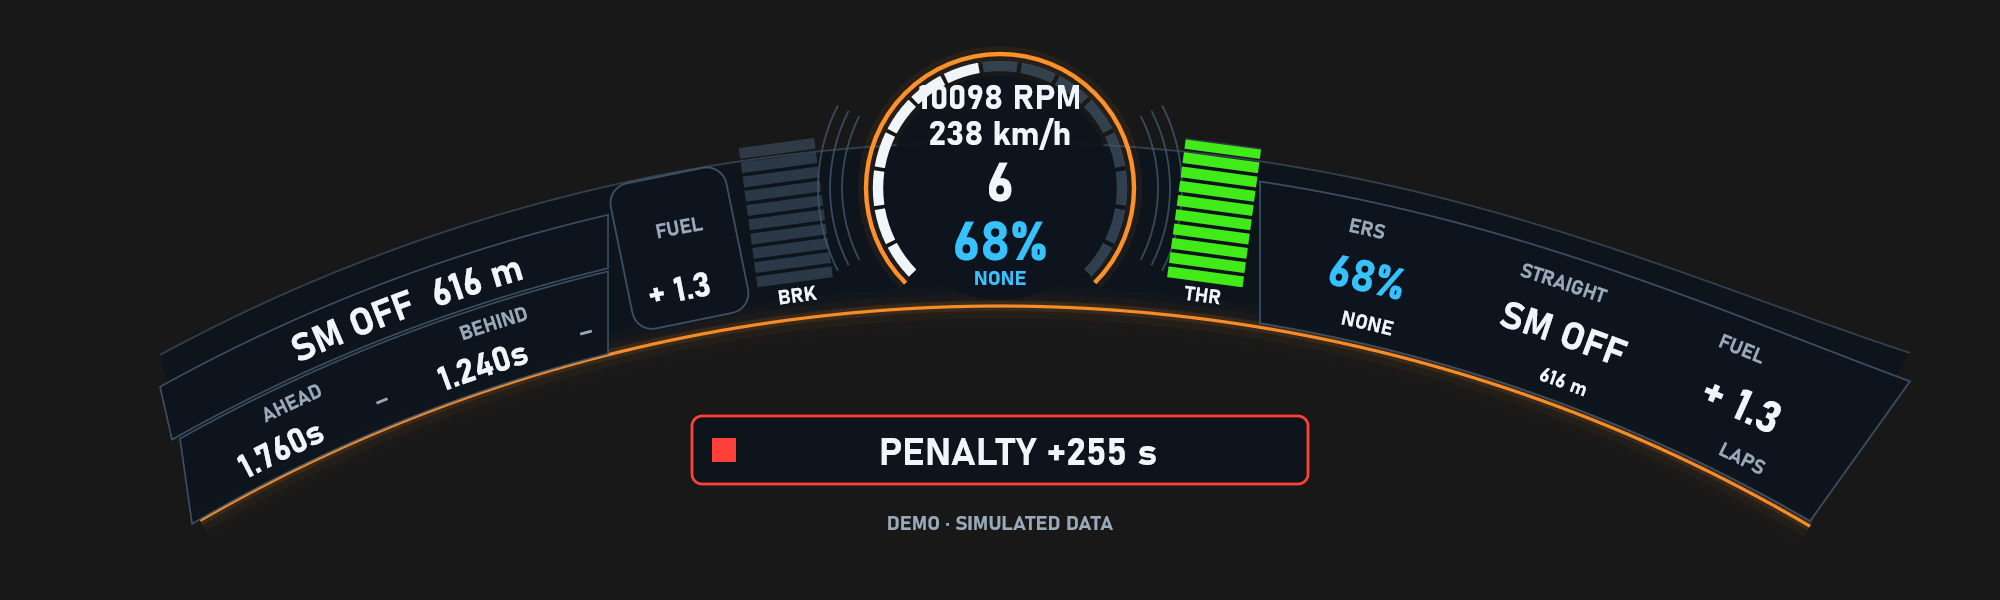 10098 RPM
238 km/h
6
68%
NONE
SM OFF 616 m
AHEAD
1.760s
–
BEHIND
1.240s
–
FUEL
+ 1.3
BRK
THR
ERS
68%
NONE
STRAIGHT
SM OFF
616 m
FUEL
+ 1.3
LAPS
PENALTY +255 s
DEMO · SIMULATED DATA